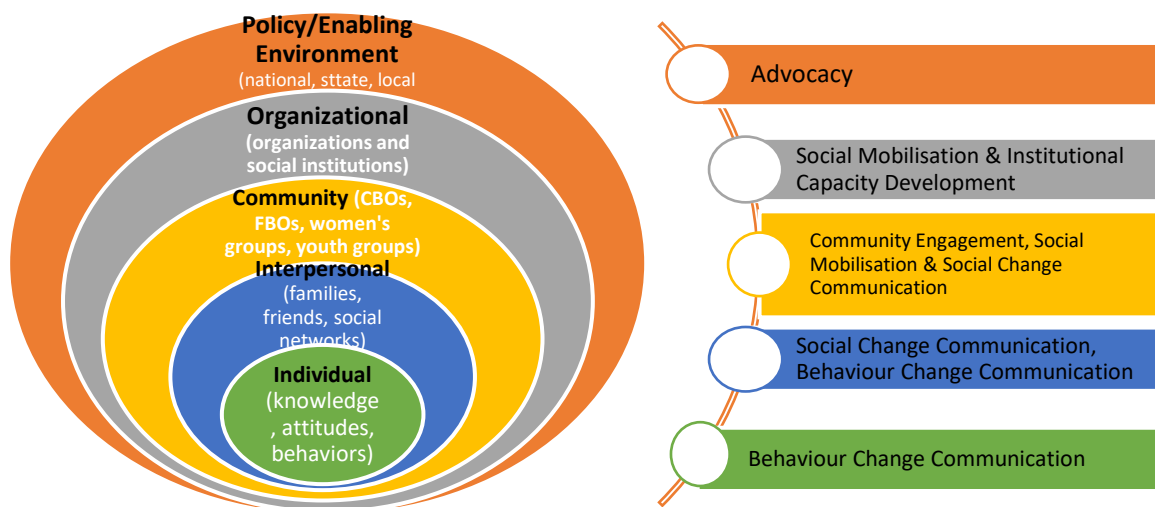 Policy/Enabling
Environment
(national, sttate, local
Organizational
(organizations and
social institutions)
Community (CBOs,
FBOs, women's
groups, youth groups)
Interpersonal
(families,
friends, social
networks)
Individual
(knowledge
, attitudes,
behaviors)
Advocacy
Social Mobilisation & Institutional
Capacity Development
Community Engagement, Social
Mobilisation & Social Change
Communication
Social Change Communication,
Behaviour Change Communication
Behaviour Change Communication